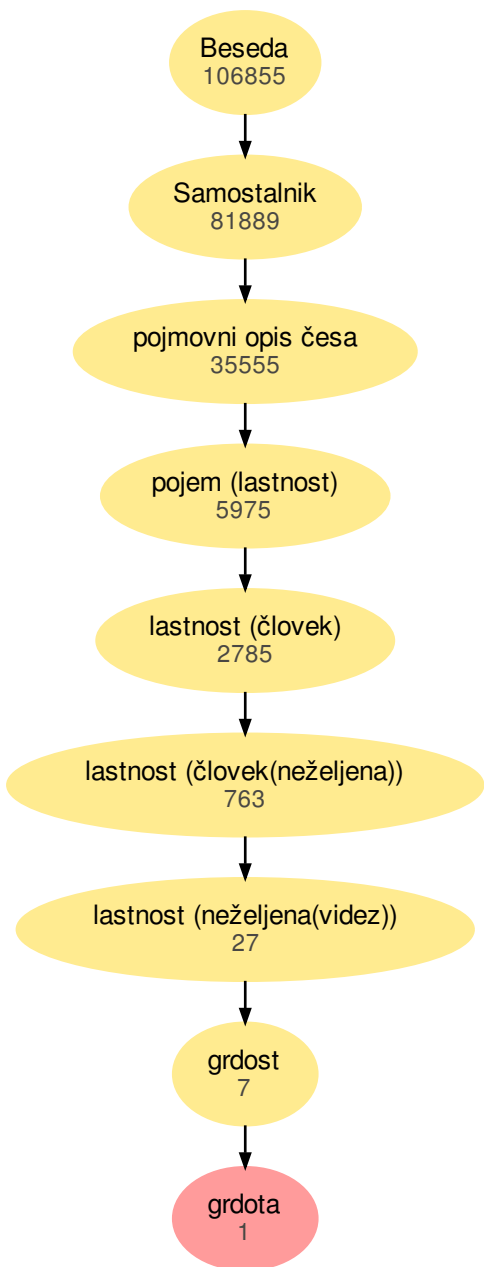 Beseda
106855
Samostalnik
81889
pojmovni opis česa
35555
pojem (lastnost)
5975
lastnost (človek)
2785
lastnost (človek(neželjena))
763
lastnost (neželjena(videz))
27
grdost
7
grdota
1